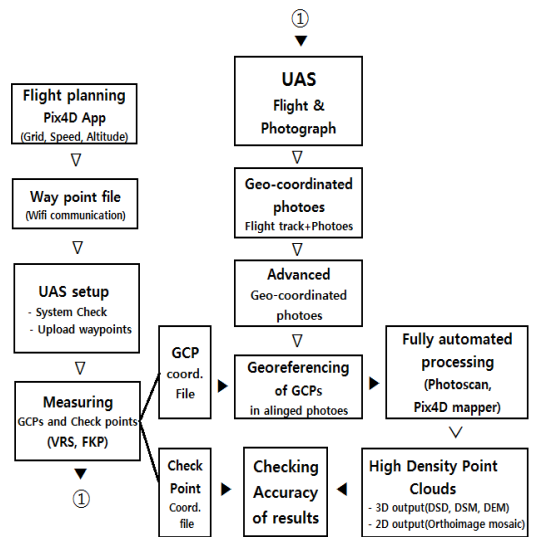 ①
Flight planning
Pix4D App
(Grid, Speed, Altitude)
Way point file
(Wifi communication)
UAS setup
- System Check
- Upload waypoints
Measuring
GCPs and Check points
(VRS, FKP)
①
UAS
Flight &
Photograph
Geo-coordinated
photoes
Flight track+Photoes
Advanced
Geo-coordinated
photoes
GCP
coord.
File
Georeferencing
of GCPs
in alinged photoes
Fully automated
processing
(Photoscan,
Pix4D mapper)
Check
Point
Coord.
file
Checking
Accuracy
of results
High Density Point
Clouds
- 3D output(DSD, DSM, DEM)
- 2D output(Orthoimage mosaic)